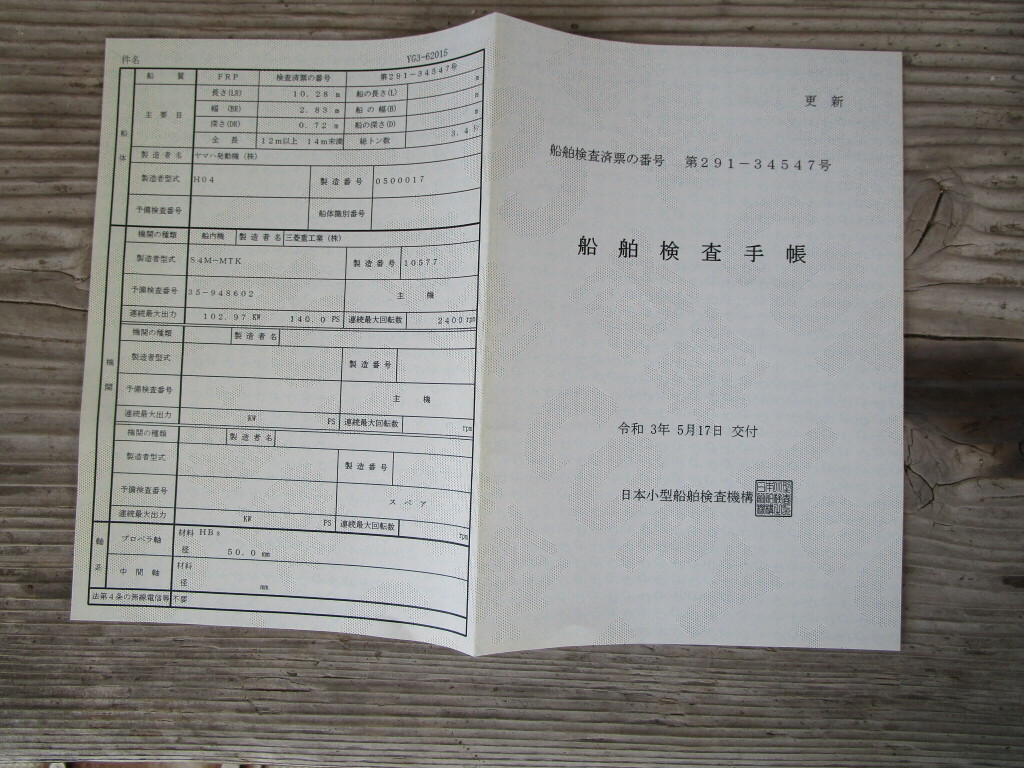 件名 YG3-62015
船体
船質 FRP 検査済票の番号 第291-34547号
主要目 長さ(LR) 10.28 m 船の長さ(L) m
幅 (BR) 2.83 m 船の幅(B) m
深さ(DR) 0.72 m 船の深さ(D) m
全長 12m以上 14m未満 総トン数 3.4
製造者名 ヤマハ発動機(株)
製造者型式 H04 製造番号 0500017
予備検査番号 船体識別番号
機関
機関の種類 船内機 製造者名 三菱重工業(株)
製造者型式 S4M-MTK 製造番号 10577
予備検査番号 35-948602 主機
連続最大出力 102.97 KW 140.0 PS 連続最大回転数 2400 rpm
機関の種類 製造者名
製造者型式 製造番号
予備検査番号 主機
連続最大出力 KW PS 連続最大回転数 rpm
機関の種類 製造者名
製造者型式 製造番号
予備検査番号 スペア
連続最大出力 KW PS 連続最大回転数 rpm
軸系
プロペラ軸 材料 HBs
径 50.0 mm
中間軸 材料
径 mm
法第4条の無線電信等 不要
更新
船舶検査済票の番号 第291-34547号
船舶検査手帳
令和 3年 5月17日 交付
日本小型船舶検査機構